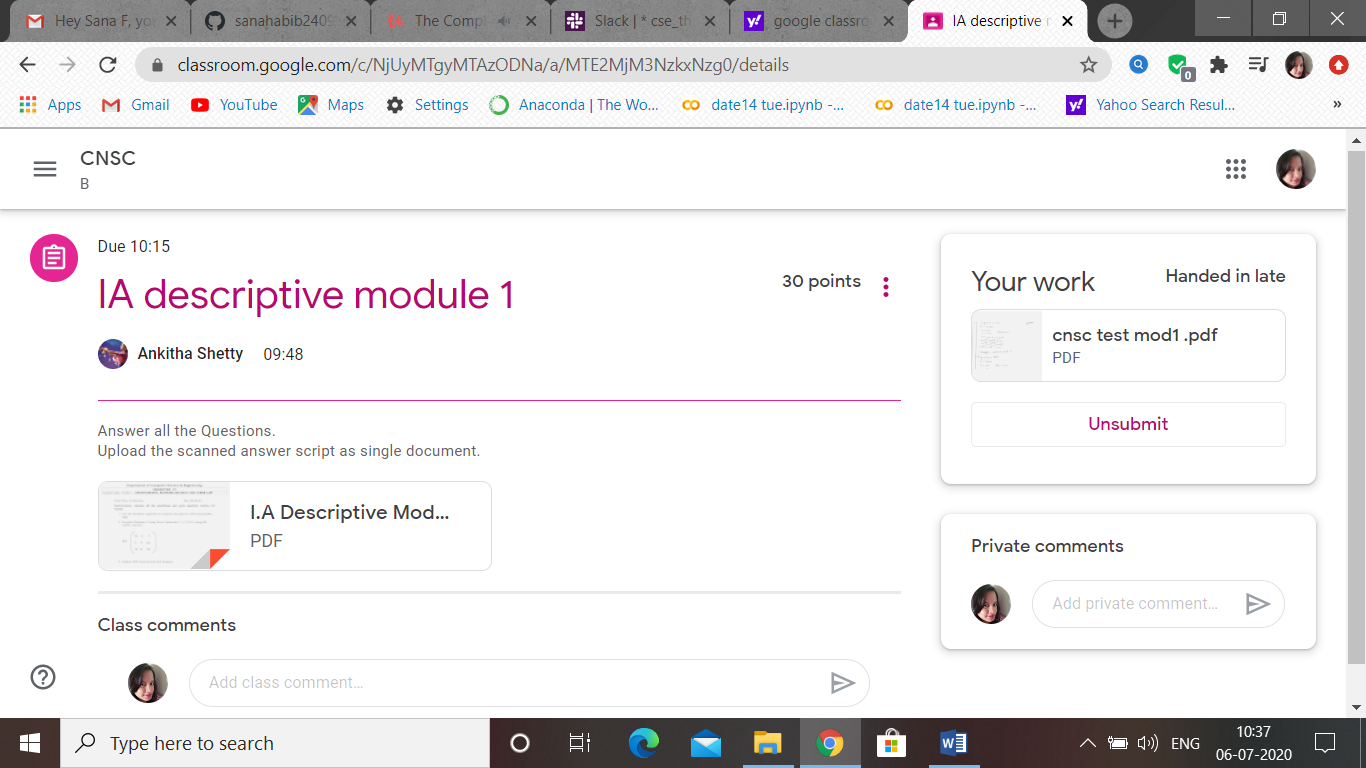 Hey Sana F, yo
sanahabib2409
The Comp
Slack | * cse_th
google classro
IA descriptive
classroom.google.com/c/NjUyMTgyMTAzODNa/a/MTE2MjM3NzkxNzg0/details
0
Apps
Gmail
YouTube
Maps
Settings
Anaconda | The Wo...
date14 tue.ipynb -...
date14 tue.ipynb -...
Yahoo Search Resul...
»
CNSC
B
Due 10:15
IA descriptive module 1
30 points
Ankitha Shetty 09:48
Answer all the Questions.
Upload the scanned answer script as single document.
I.A Descriptive Mod...
PDF
Class comments
Add class comment...
Your work
Handed in late
cnsc test mod1 .pdf
PDF
Unsubmit
Private comments
Add private comment...
Type here to search
ENG
10:37
06-07-2020